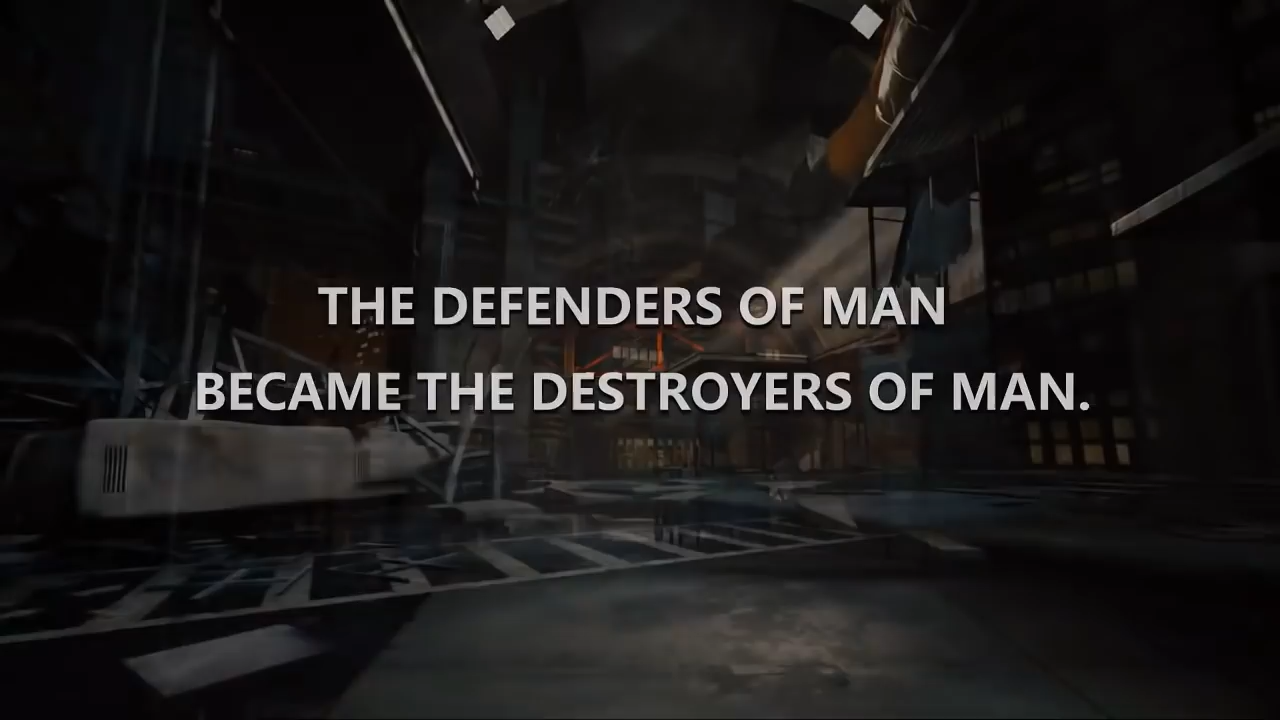 THE DEFENDERS OF MAN
BECAME THE DESTROYERS OF MAN.